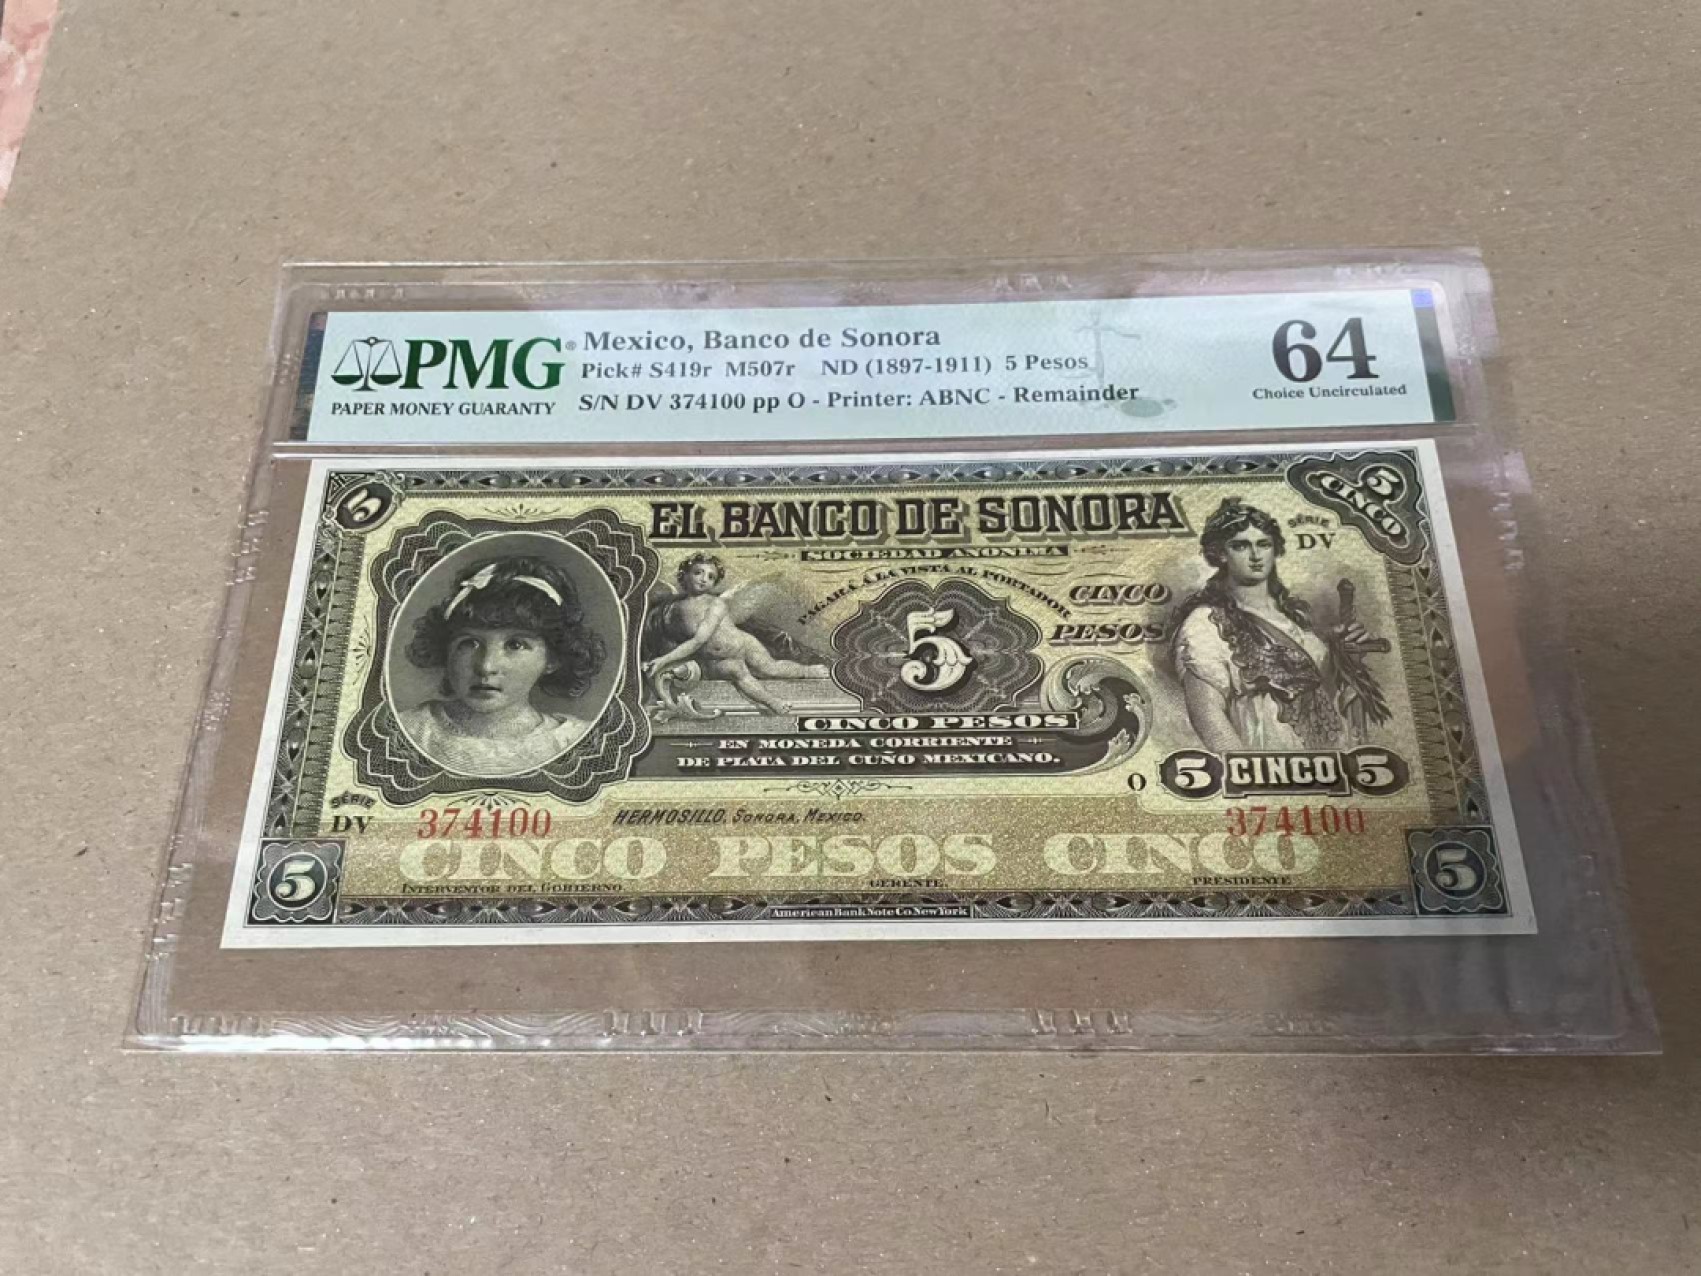 PMG®
PAPER MONEY GUARANTY
Mexico, Banco de Sonora
Pick# S419r M507r ND (1897-1911) 5 Pesos
S/N DV 374100 pp O - Printer: ABNC - Remainder
64
Choice Uncirculated
5
EL BANCO DE SONORA
5
CINCO
SOCIEDAD ANONIMA
SÉRIE
DV
PAGARÁ Á LA VISTA AL PORTADOR
CINCO
PESOS
5
CINCO PESOS
EN MONEDA CORRIENTE
DE PLATA DEL CUÑO MEXICANO.
O
5 CINCO 5
SÉRIE
DV
374100
HERMOSILLO, SONORA, MEXICO.
374100
CINCO PESOS CINCO
5
INTERVENTOR DEL GOBIERNO.
GERENTE.
PRESIDENTE
5
American Bank Note Co. New York